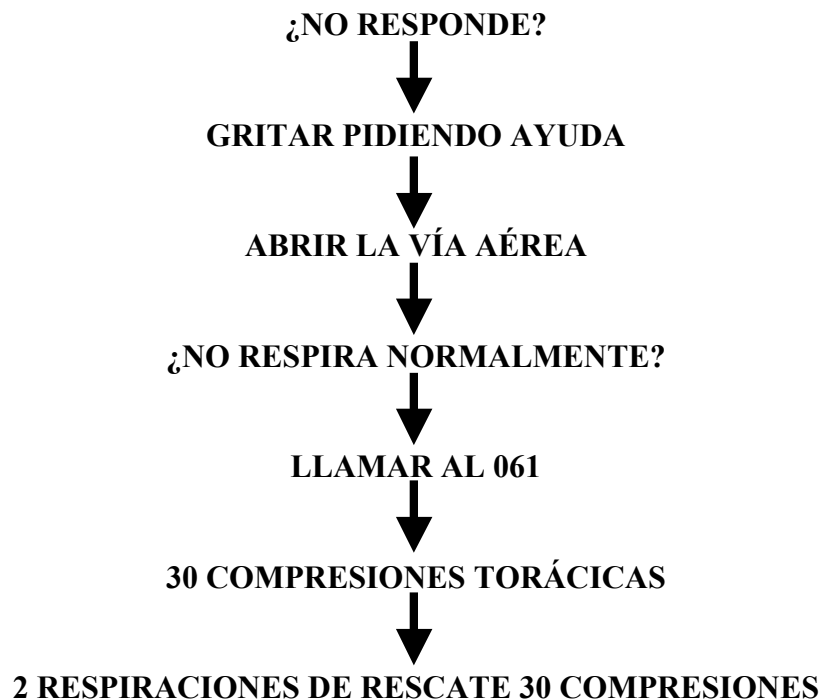 ¿NO RESPONDE?
GRITAR PIDIENDO AYUDA
ABRIR LA VÍA AÉREA
¿NO RESPIRA NORMALMENTE?
LLAMAR AL 061
30 COMPRESIONES TORÁCICAS
2 RESPIRACIONES DE RESCATE 30 COMPRESIONES